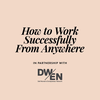 How to Work
Successfully
From Anywhere
IN PARTNERSHIP WITH
DWEN